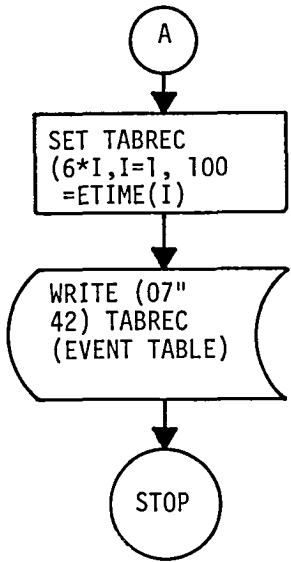 A
SET TABREC
(6*I,I=1, 100
=ETIME(I)
WRITE (07"
42) TABREC
(EVENT TABLE)
STOP